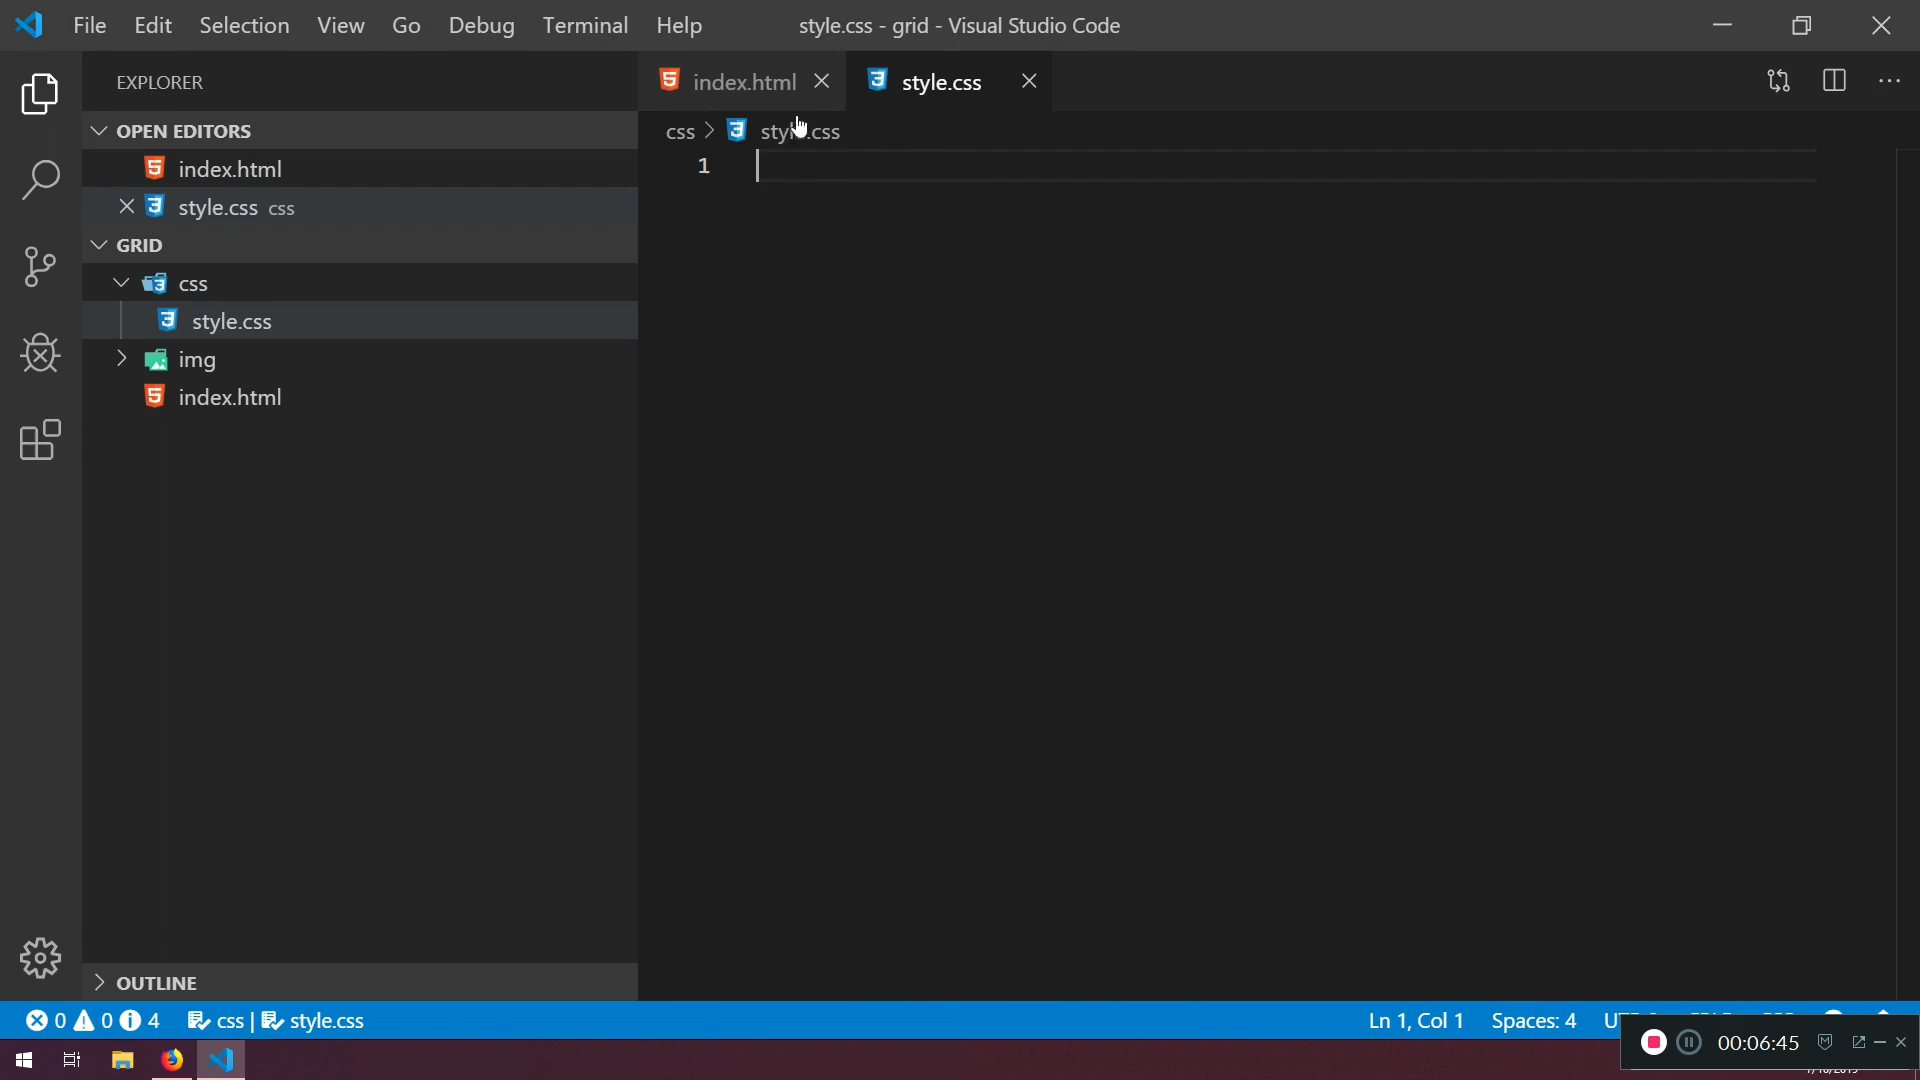 File Edit Selection View Go Debug Terminal Help style.css - grid - Visual Studio Code
EXPLORER
index.html
style.css
OPEN EDITORS
css
index.html
1
style.css css
GRID
css
style.css
img
index.html
OUTLINE
0 0 4 css | style.css Ln 1, Col 1 Spaces: 4
00:06:45